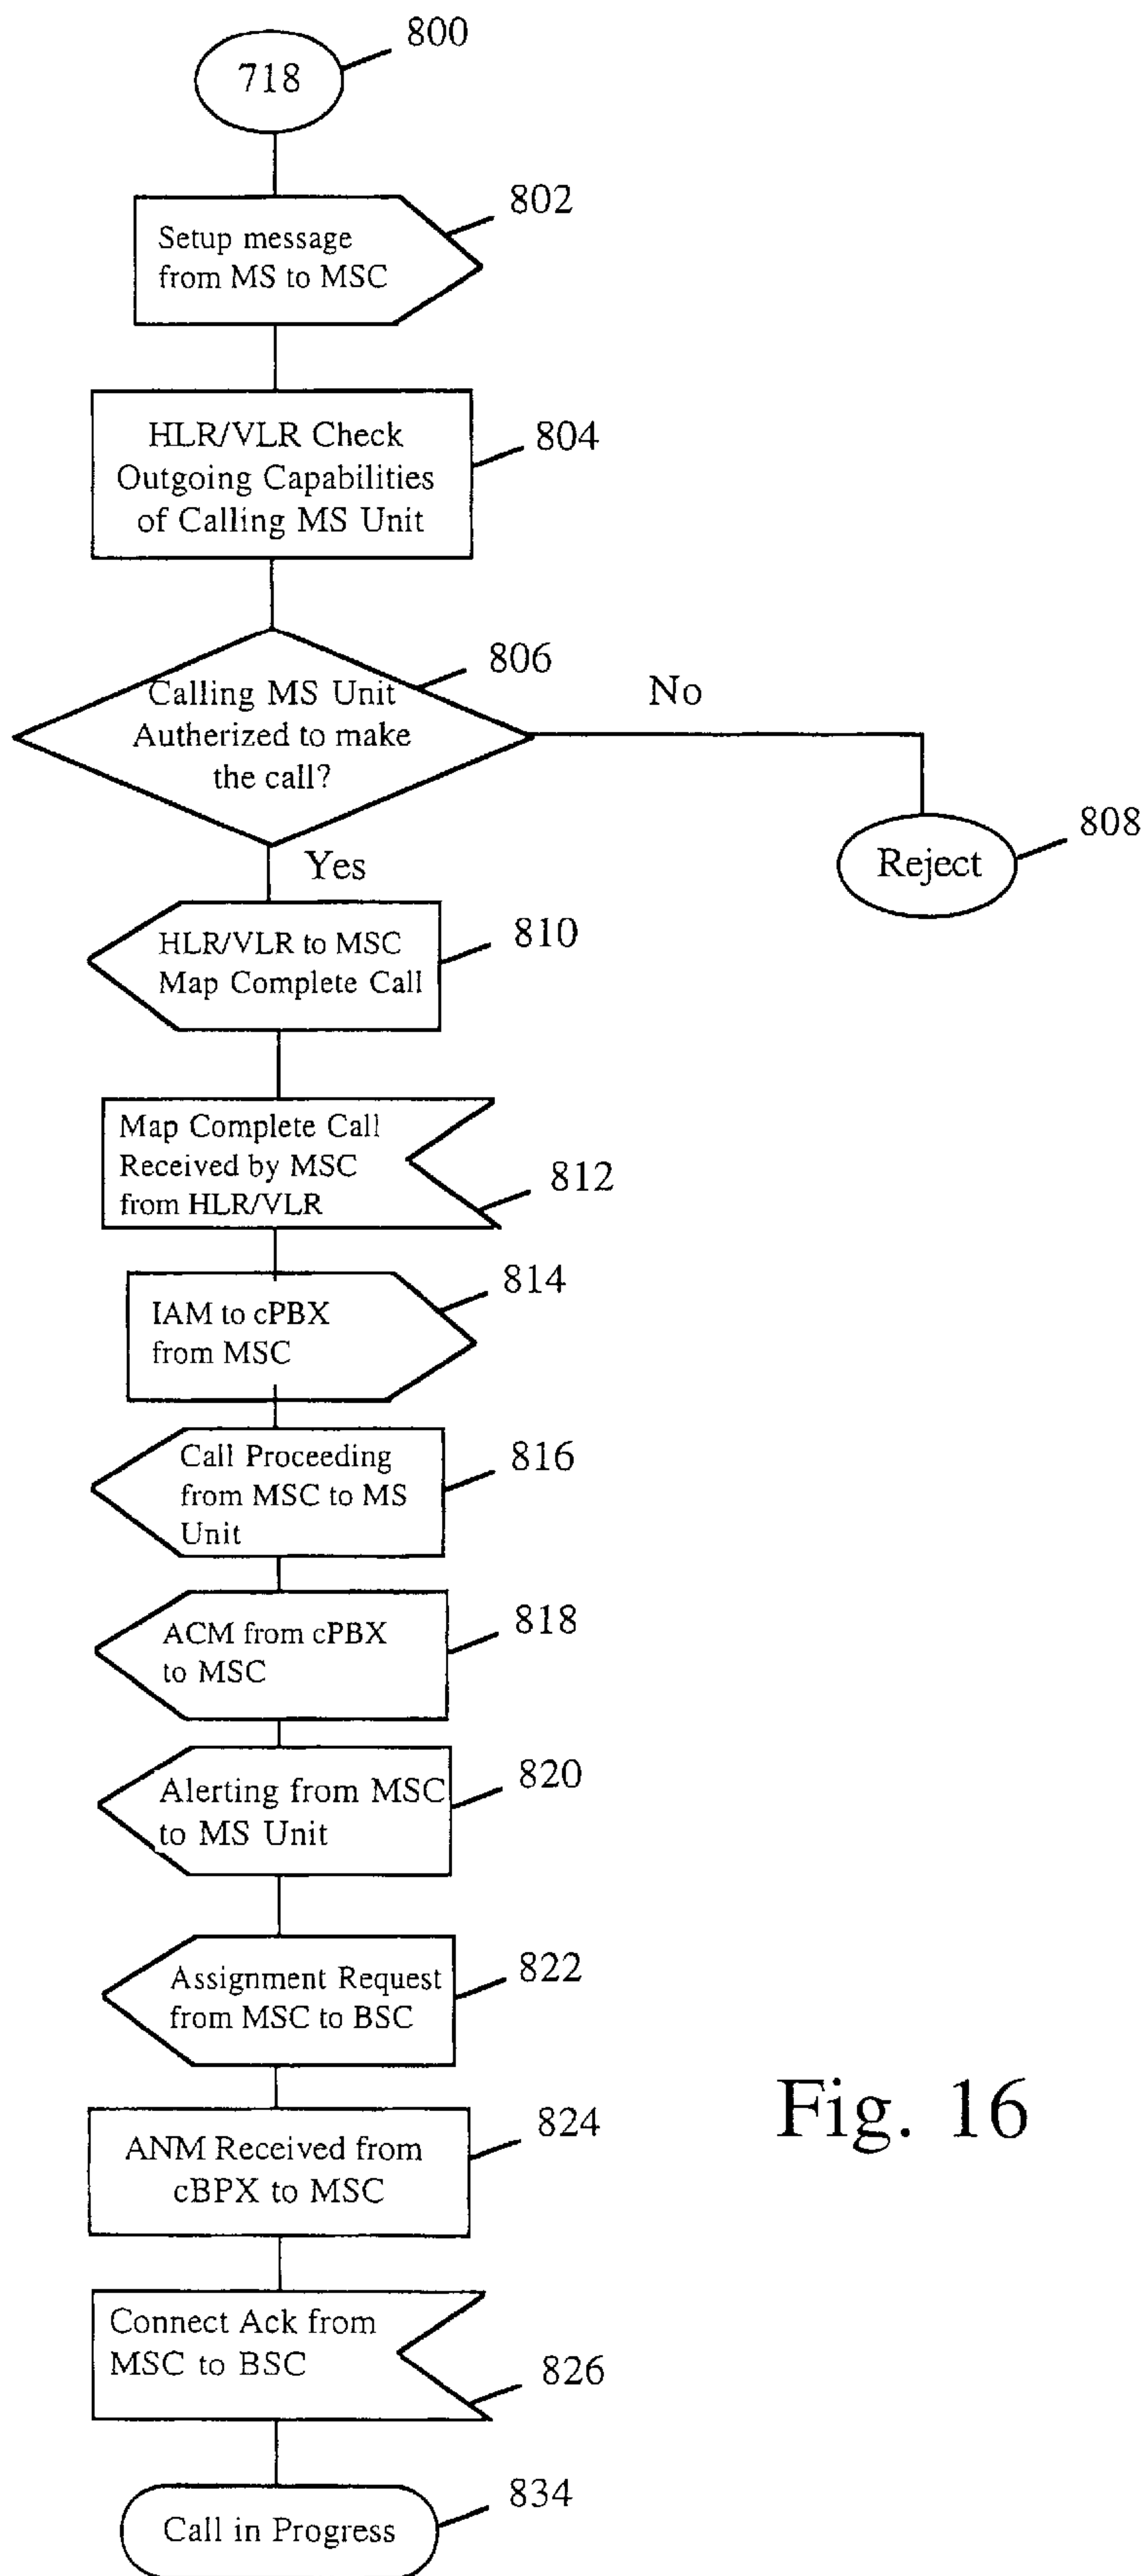 800
718
802
Setup message
from MS to MSC
804
HLR/VLR Check
Outgoing Capabilities
of Calling MS Unit
806
Calling MS Unit
Autherized to make
the call?
No
808
Reject
Yes
810
HLR/VLR to MSC
Map Complete Call
Map Complete Call
Received by MSC
from HLR/VLR
812
814
IAM to cPBX
from MSC
816
Call Proceeding
from MSC to MS
Unit
818
ACM from cPBX
to MSC
820
Alerting from MSC
to MS Unit
822
Assignment Request
from MSC to BSC
824
ANM Received from
cBPX to MSC
Fig. 16
Connect Ack from
MSC to BSC
826
834
Call in Progress